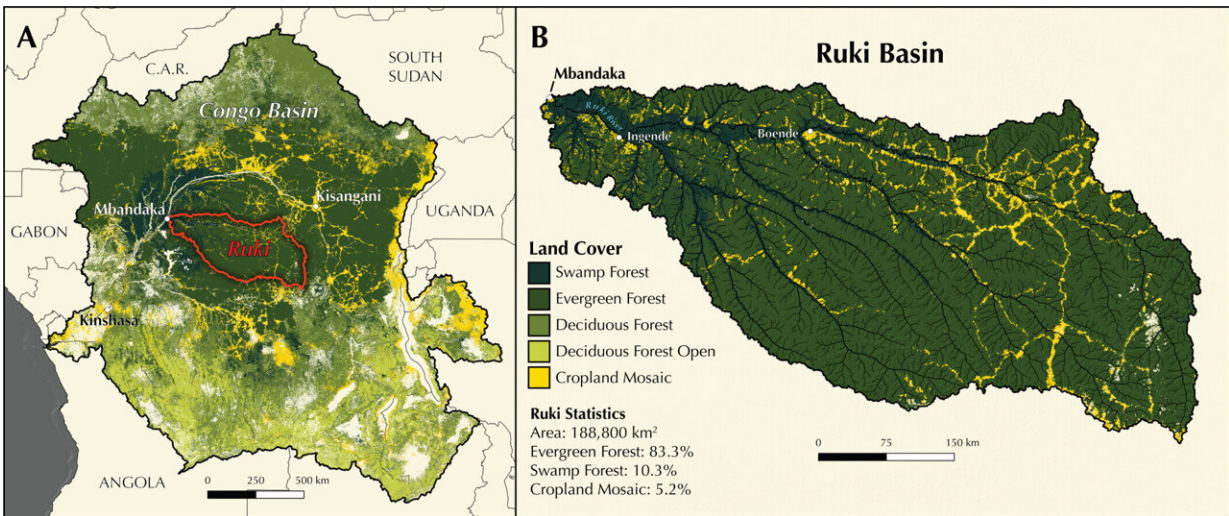 A
C.A.R.
SOUTH
SUDAN
Congo Basin
Kisangani
Mbandaka
UGANDA
GABON
Ruki
Kinshasa
ANGOLA
0 250 500 km
B
Ruki Basin
Mbandaka
Ruki River
Ingende
Boende
Land Cover
Swamp Forest
Evergreen Forest
Deciduous Forest
Deciduous Forest Open
Cropland Mosaic
Ruki Statistics
Area: 188,800 km²
Evergreen Forest: 83.3%
Swamp Forest: 10.3%
Cropland Mosaic: 5.2%
0 75 150 km